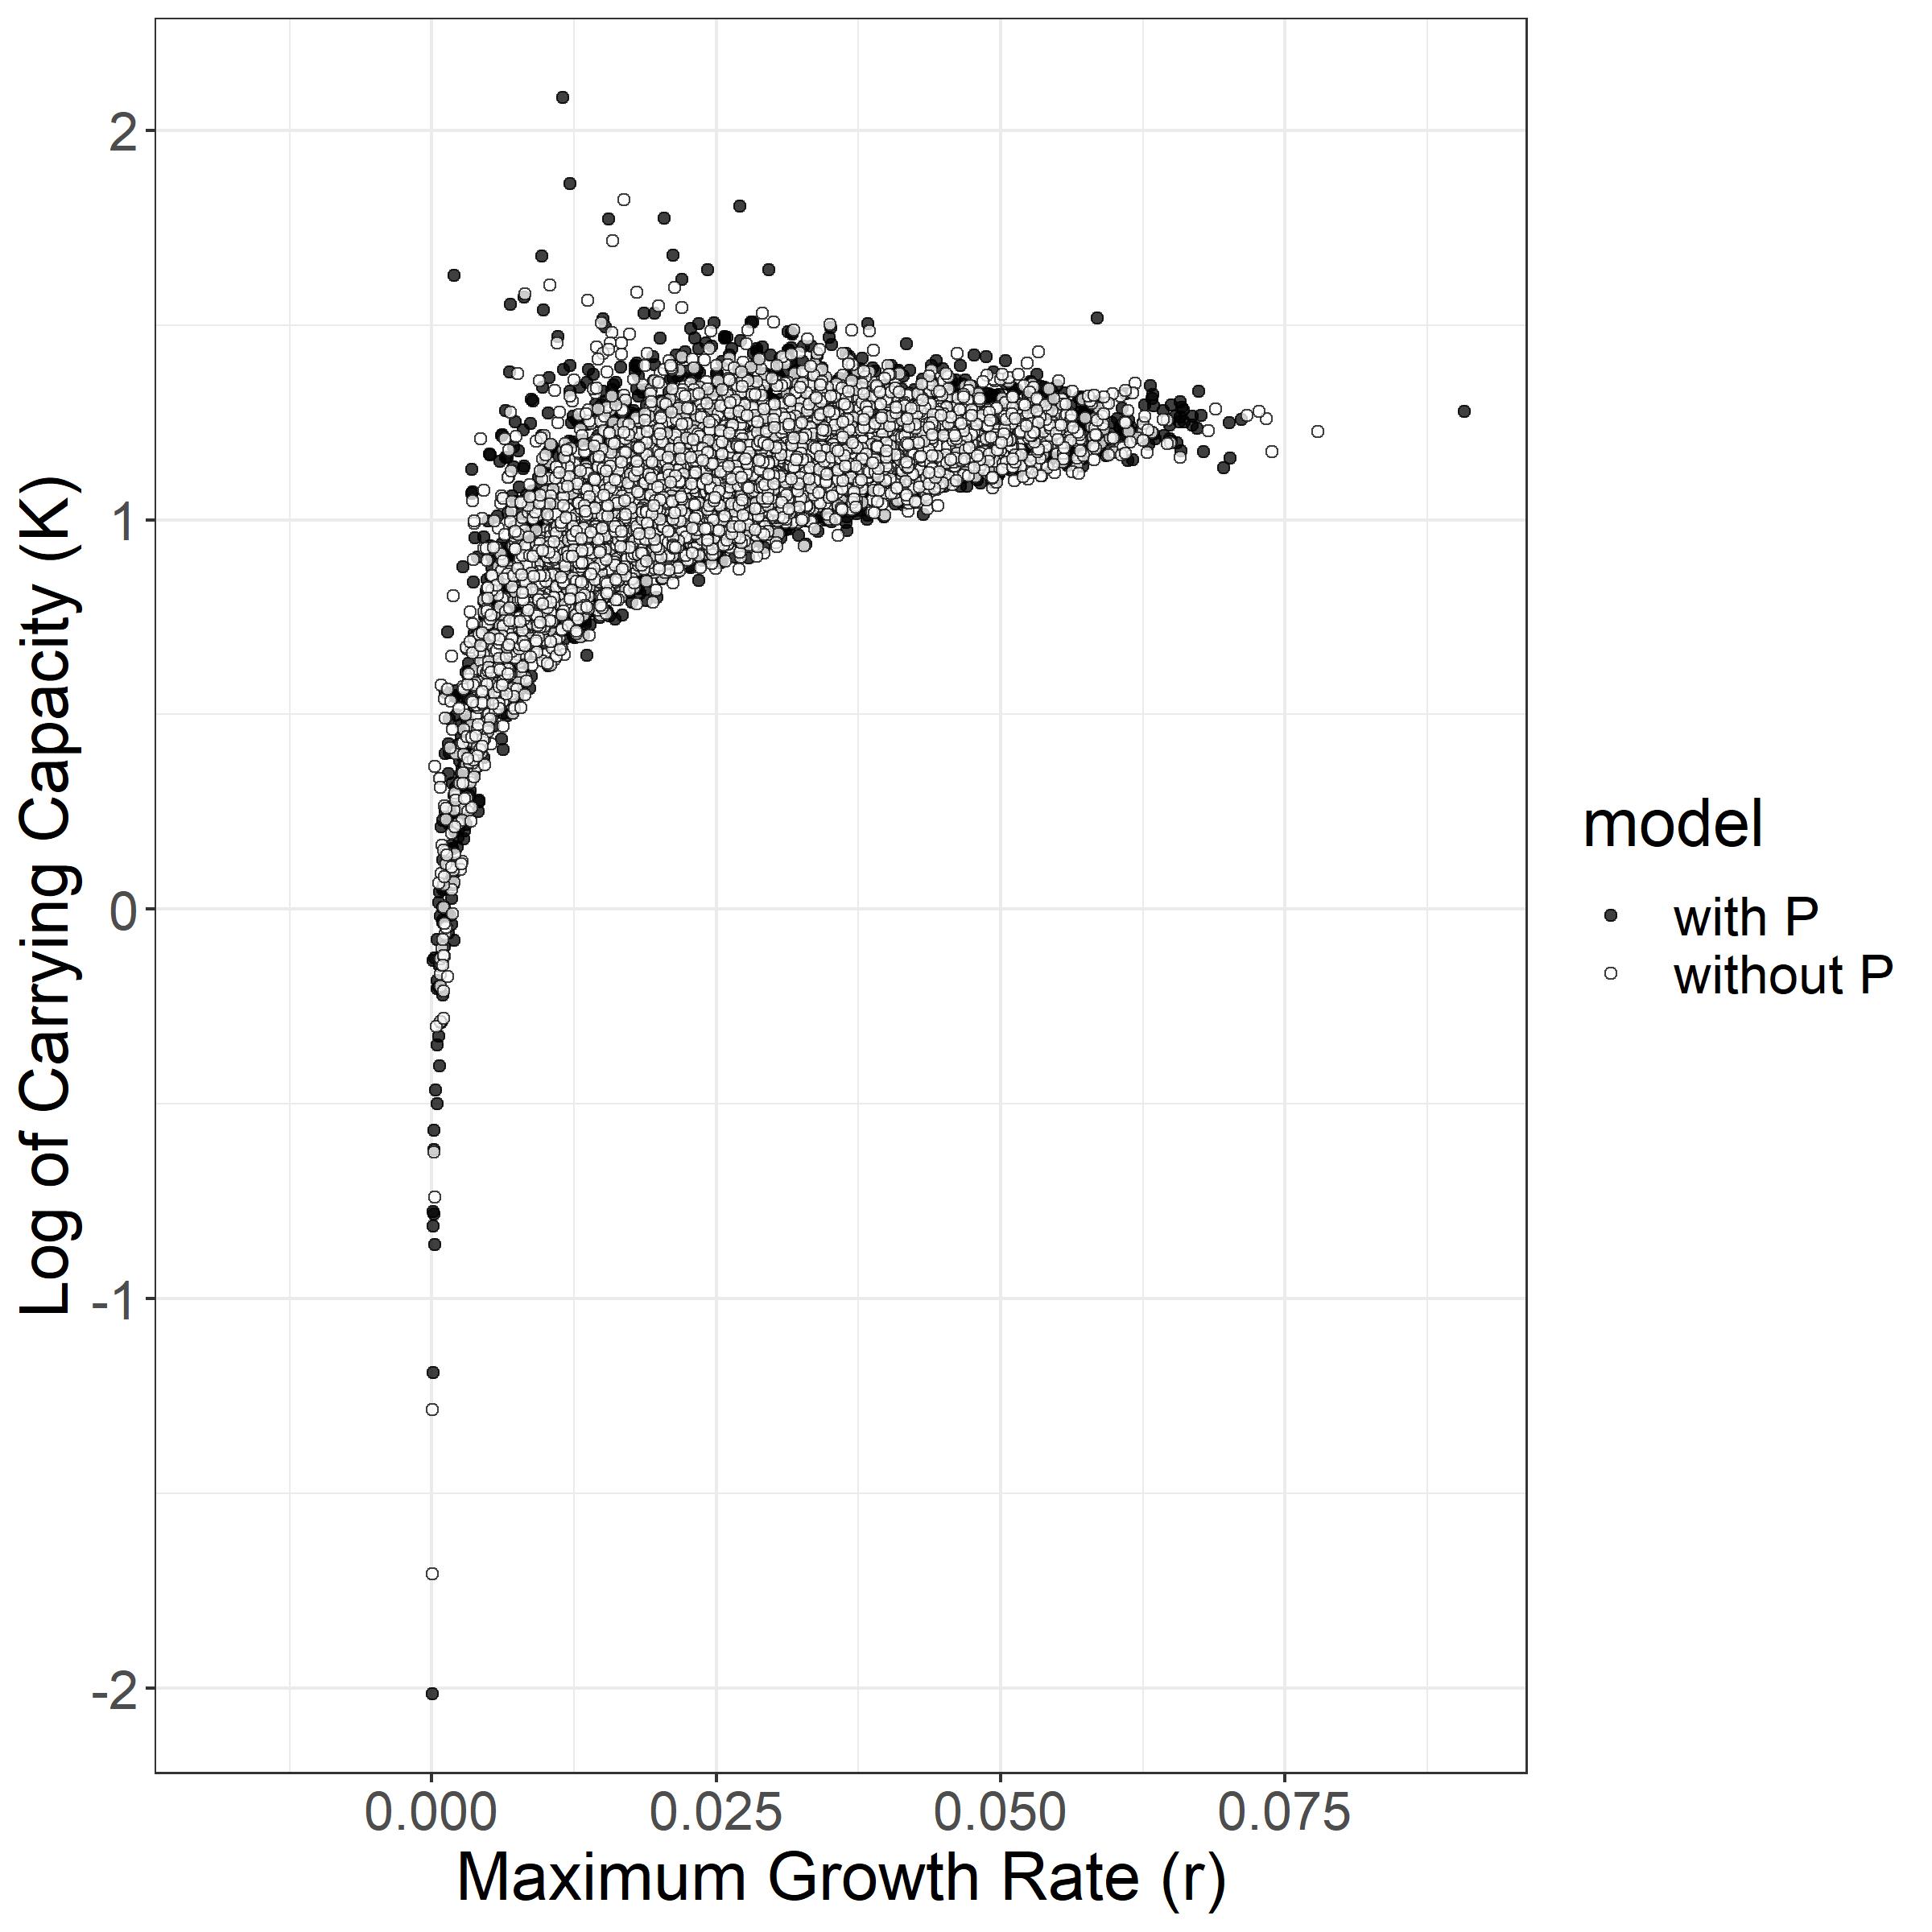 Log of Carrying Capacity (K)
2
1
0
-1
-2
0.000 0.025 0.050 0.075
Maximum Growth Rate (r)
model
with P
without P